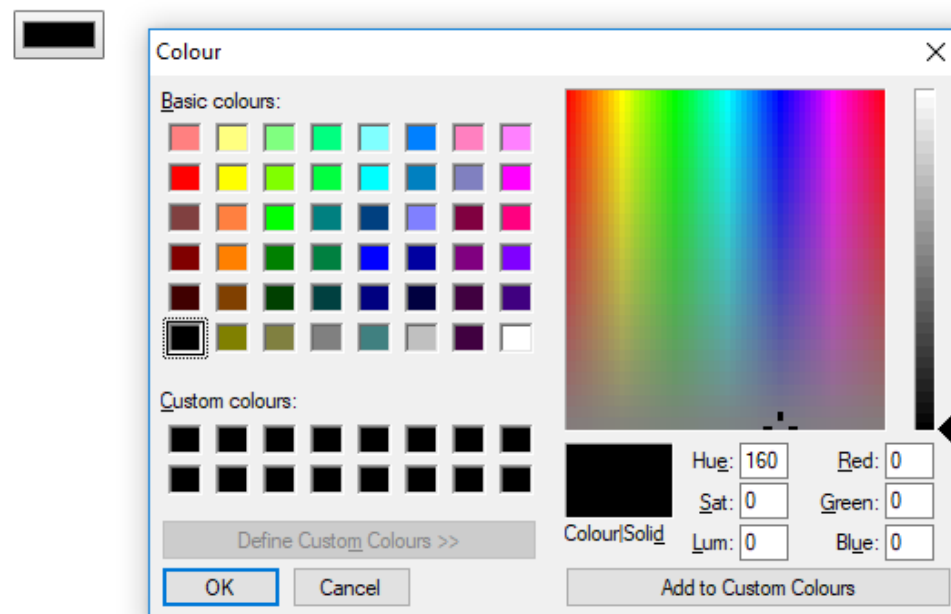 Colour
Basic colours:
Custom colours:
Define Custom Colours >>
OK
Cancel
Colour|Solid
Hue: 160
Sat: 0
Lum: 0
Red: 0
Green: 0
Blue: 0
Add to Custom Colours